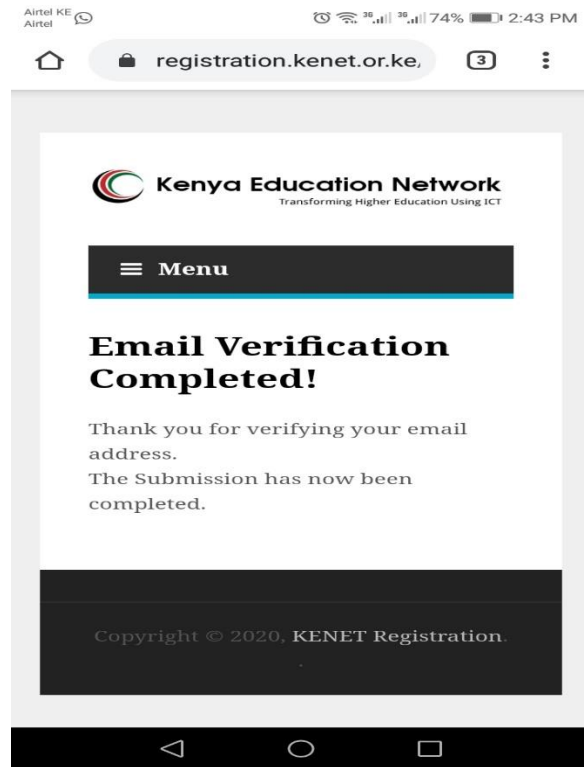 Airtel KE
Airtel
3G
3G
74%
2:43 PM
registration.kenet.or.ke/
3
Kenya Education Network
Transforming Higher Education Using ICT
Menu
Email Verification
Completed!
Thank you for verifying your email
address.
The Submission has now been
completed.
Copyright © 2020, KENET Registration.
.